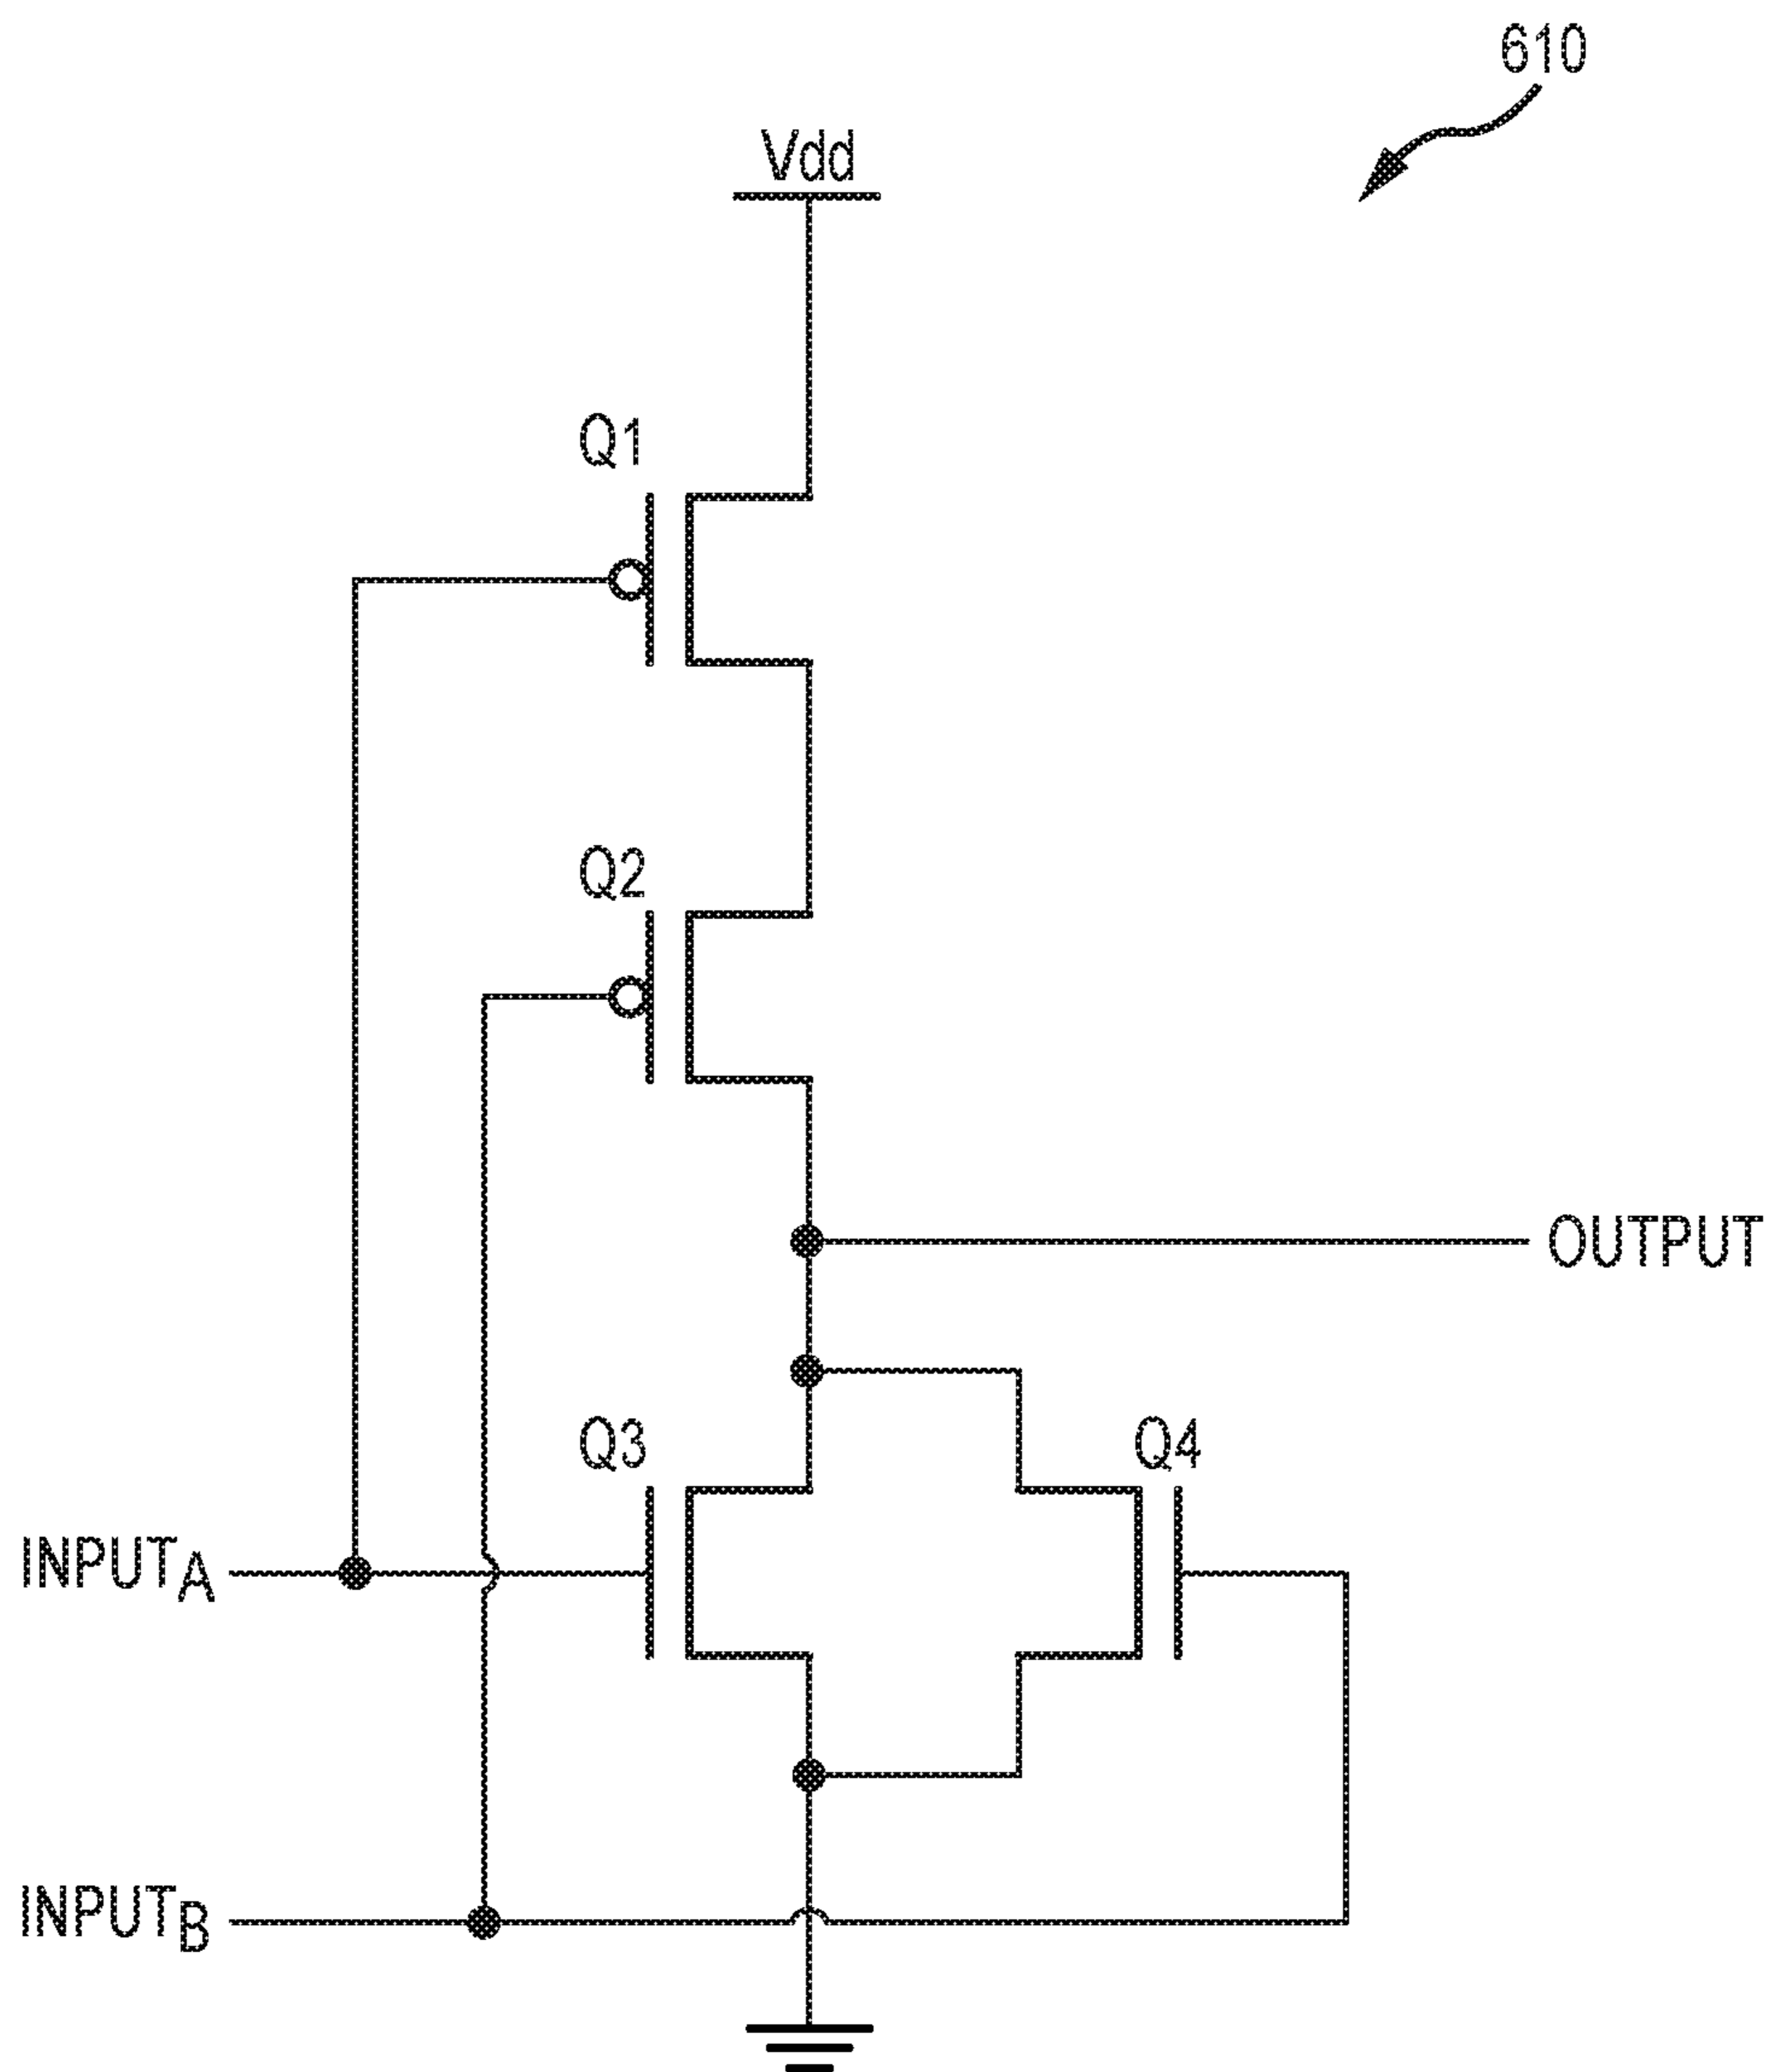 610
Vdd
Q1
Q2
OUTPUT
Q3
Q4
INPUTA
INPUTB